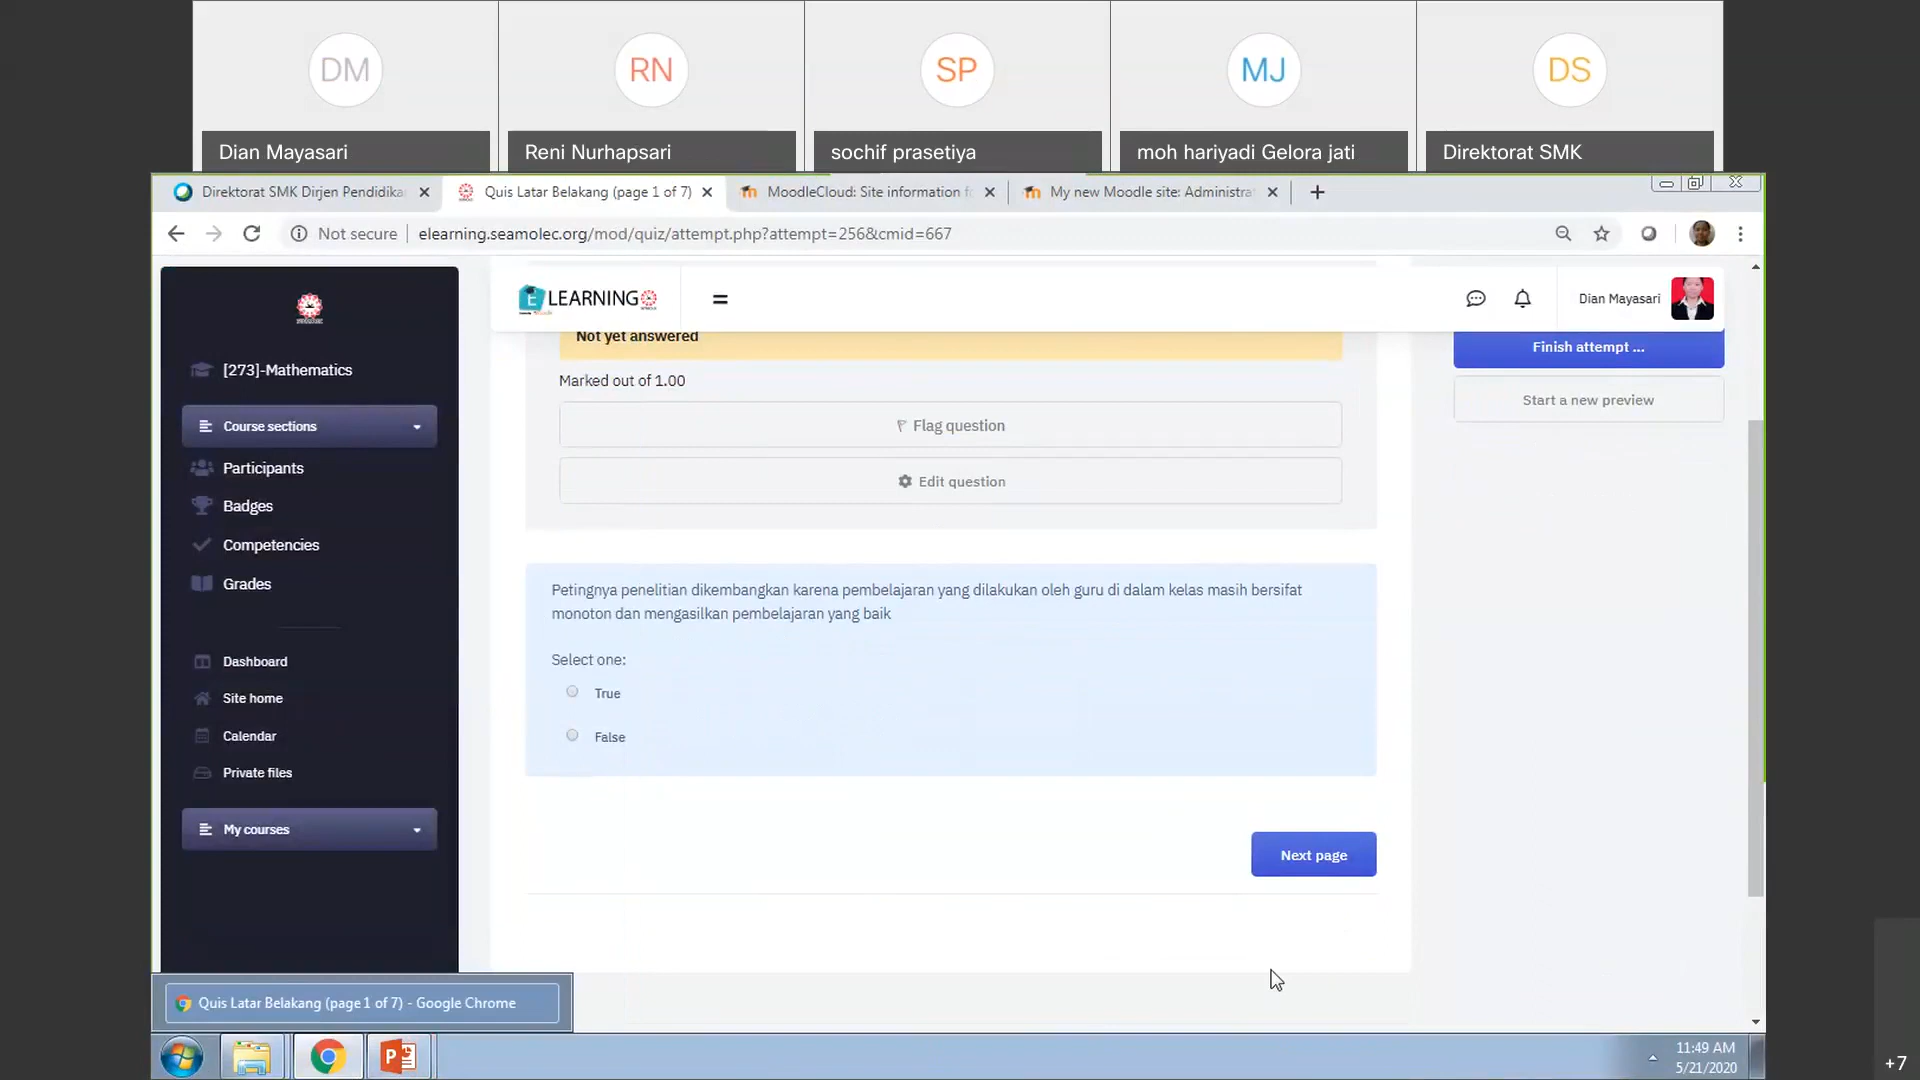 DM
RN
SP
MJ
DS
Dian Mayasari
Reni Nurhapsari
sochif prasetiya
moh hariyadi Gelora jati
Direktorat SMK
Direktorat SMK Dirjen Pendidika
Quis Latar Belakang (page 1 of 7)
MoodleCloud: Site information f
My new Moodle site: Administra
Not secure
elearning.seamolec.org/mod/quiz/attempt.php?attempt=256&cmid=667
E LEARNING
Dian Mayasari
[273]-Mathematics
Course sections
Participants
Badges
Competencies
Grades
Dashboard
Site home
Calendar
Private files
My courses
Not yet answered
Marked out of 1.00
Flag question
Edit question
Finish attempt ...
Start a new preview
Petingnya penelitian dikembangkan karena pembelajaran yang dilakukan oleh guru di dalam kelas masih bersifat
monoton dan mengasilkan pembelajaran yang baik
Select one:
True
False
Next page
Quis Latar Belakang (page 1 of 7) - Google Chrome
11:49 AM
5/21/2020
+7